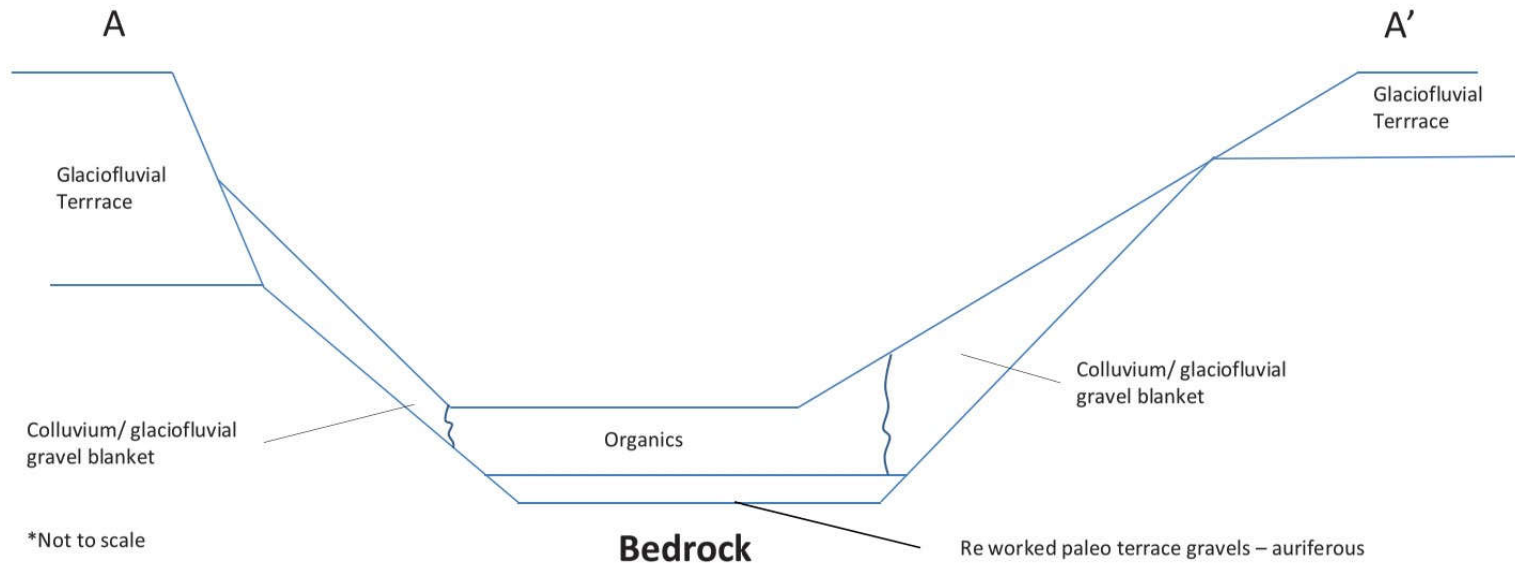 A
A’
Glaciofluvial
Terrrace
Glaciofluvial
Terrrace
Colluvium/ glaciofluvial
gravel blanket
Colluvium/ glaciofluvial
gravel blanket
Organics
*Not to scale
Bedrock
Re worked paleo terrace gravels – auriferous